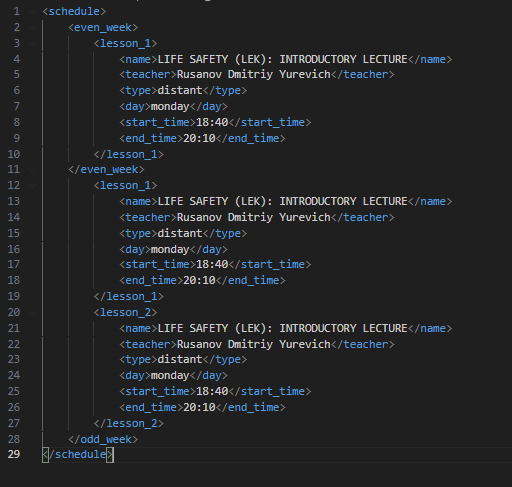 1 <schedule>
2 <even_week>
3 <lesson_1>
4 <name>LIFE SAFETY (LEK): INTRODUCTORY LECTURE</name>
5 <teacher>Rusanov Dmitriy Yurevich</teacher>
6 <type>distant</type>
7 <day>monday</day>
8 <start_time>18:40</start_time>
9 <end_time>20:10</end_time>
10 </lesson_1>
11 </even_week>
12 <lesson_1>
13 <name>LIFE SAFETY (LEK): INTRODUCTORY LECTURE</name>
14 <teacher>Rusanov Dmitriy Yurevich</teacher>
15 <type>distant</type>
16 <day>monday</day>
17 <start_time>18:40</start_time>
18 <end_time>20:10</end_time>
19 </lesson_1>
20 <lesson_2>
21 <name>LIFE SAFETY (LEK): INTRODUCTORY LECTURE</name>
22 <teacher>Rusanov Dmitriy Yurevich</teacher>
23 <type>distant</type>
24 <day>monday</day>
25 <start_time>18:40</start_time>
26 <end_time>20:10</end_time>
27 </lesson_2>
28 </odd_week>
29 </schedule>